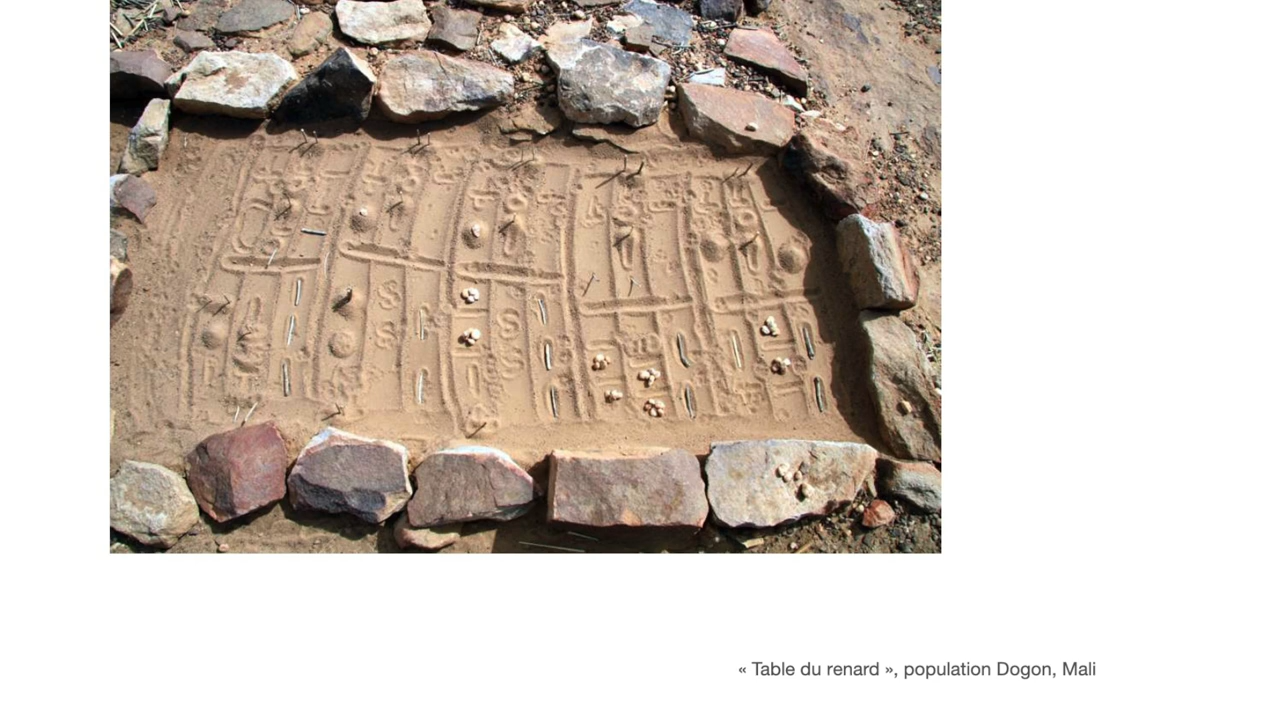 « Table du renard », population Dogon, Mali